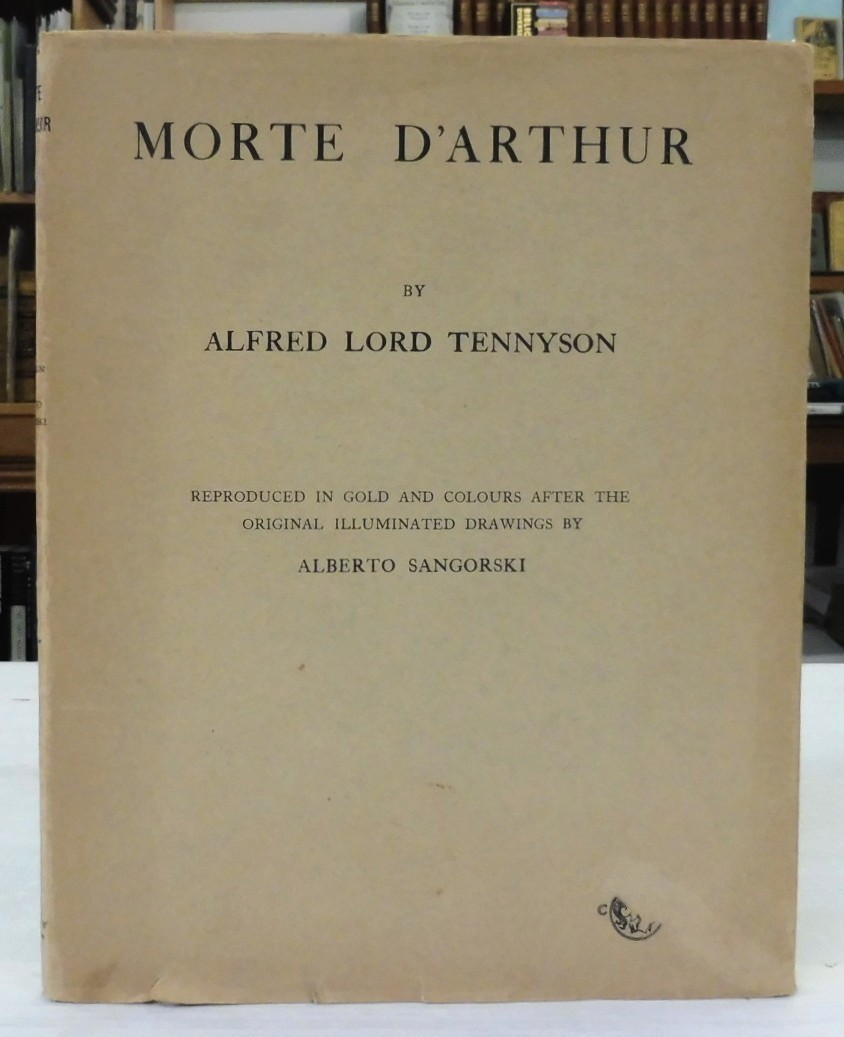 MORTE D'ARTHUR
BY
ALFRED LORD TENNYSON
REPRODUCED IN GOLD AND COLOURS AFTER THE
ORIGINAL ILLUMINATED DRAWINGS BY
ALBERTO SANGORSKI
C